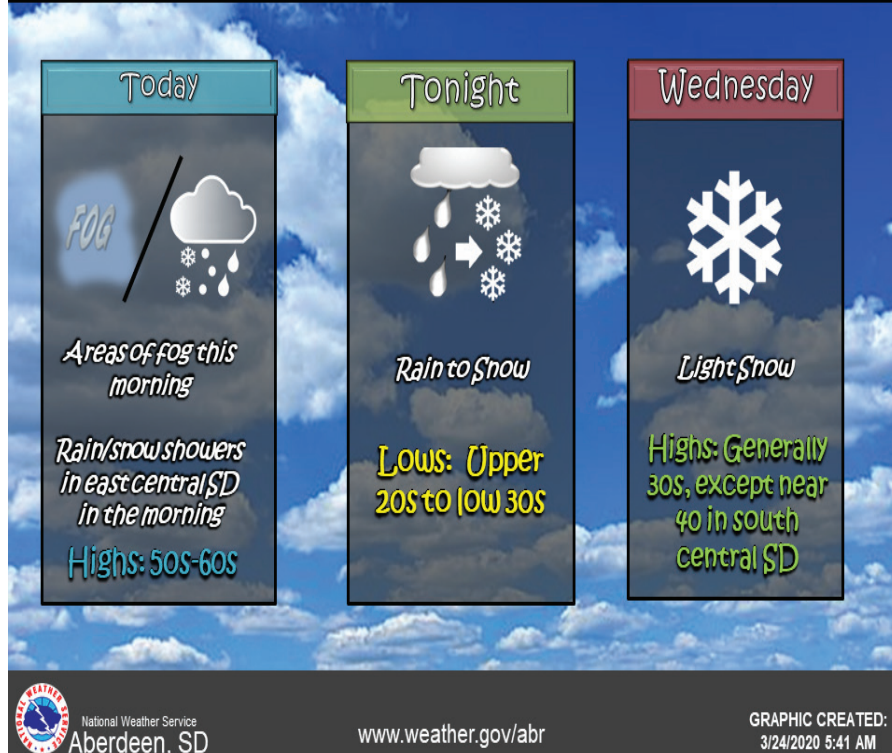 Today
FOG
Areas of fog this
morning
Rain/snow showers
in east central SD
in the morning
Highs: 50s-60s
Tonight
Rain to Snow
Lows: Upper
20s to low 30s
Wednesday
Light Snow
Highs: Generally
30s, except near
40 in south
central SD
NATIONAL WEATHER SERVICE
National Weather Service
Aberdeen, SD
www.weather.gov/abr
GRAPHIC CREATED:
3/24/2020 5:41 AM